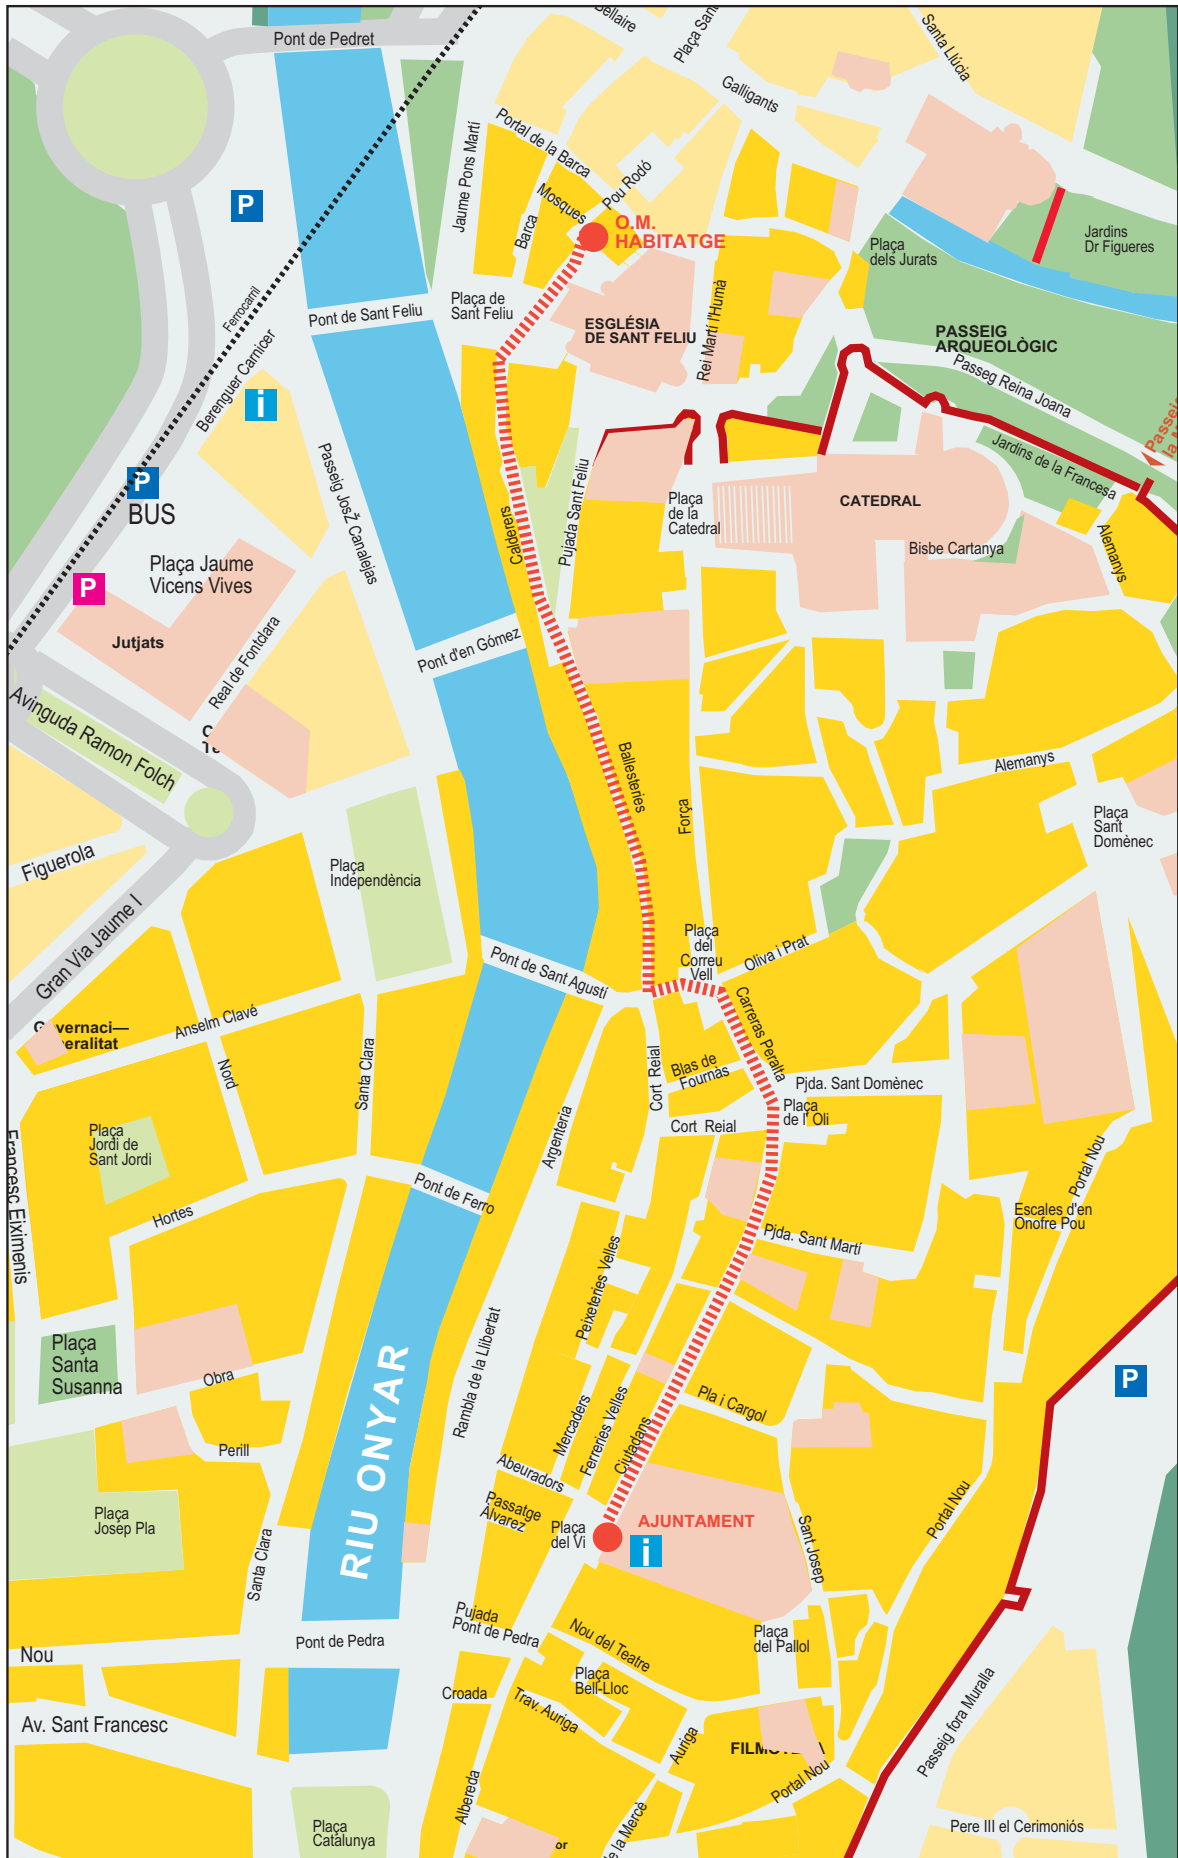 Pont de Pedret
Bellaire
Plaça Sant
Santa Llúcia
Galligants
Jaume Pons Martí
Portal de la Barca
Mosques
Barca
Pou Rodó
P
O.M.
HABITATGE
Plaça
dels Jurats
Jardins
Dr Figueres
Ferrocarril
Berenguer Carnicer
Pont de Sant Feliu
Plaça de
Sant Feliu
ESGLÉSIA
DE SANT FELIU
Rei Martí l'Humà
PASSEIG
ARQUEOLÒGIC
Passeg Reina Joana
Passeig
i
Passeig JosŽ Canalejas
Jardins de la Francesa
P
BUS
Calderers
Pujada Sant Feliu
Plaça
de la
Catedral
CATEDRAL
Bisbe Cartanya
Alemanys
Plaça Jaume
Vicens Vives
P
Jutjats
Real de Fontclara
Pont d'en Gómez
Avinguda Ramon Folch
Ballesteries
Força
Alemanys
Plaça
Sant
Domènec
Figuerola
Plaça
Independència
Gran Via Jaume I
Plaça
del
Correu
Vell
Oliva i Prat
Pont de Sant Agustí
Carreras Peralta
Anselm Clavé
Nord
Santa Clara
Cort Reial
Blas de
Fournàs
Pjda. Sant Domènec
Plaça
de l' Oli
Cort Reial
Argenteria
Plaça
Jordi de
Sant Jordi
Francesc Eiximenis
Hortes
Pont de Ferro
Portal Nou
Escales d'en
Onofre Pou
Pjda. Sant Martí
Peixeteries Velles
Rambla de la Llibertat
Plaça
Santa
Susanna
Obra
RIU ONYAR
Perill
Mercaders
Ferreries Velles
Ciutadans
Pla i Cargol
P
Abeuradors
Passatge
Àlvarez
Plaça
del Vi
AJUNTAMENT
i
Plaça
Josep Pla
Santa Clara
Sant Josep
Portal Nou
Pujada
Pont de Pedra
Nou del Teatre
Plaça
del Pallol
Nou
Pont de Pedra
Plaça
Bell-Lloc
Croada
Trav. Auriga
Auriga
Av. Sant Francesc
Passeig fora Muralla
Portal Nou
Albereda
de la Mercè
Plaça
Catalunya
Pere III el Cerimoniós